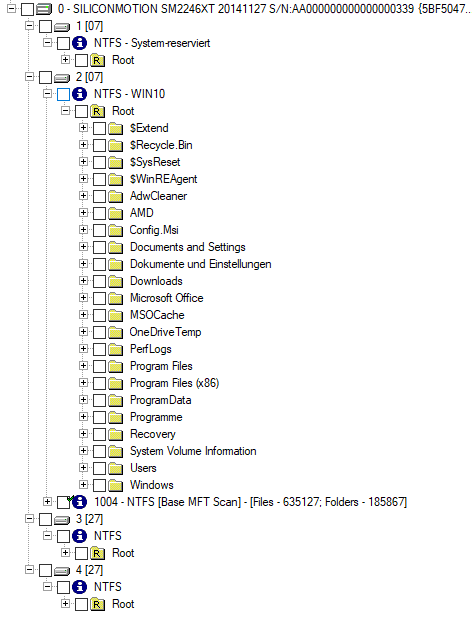 0 - SILICONMOTION SM2246XT 20141127 S/N:AA000000000000000339 {5BF5047...
1 [07]
NTFS - System-reserviert
R Root
2 [07]
NTFS - WIN10
R Root
$Extend
$Recycle.Bin
$SysReset
$WinREAgent
AdwCleaner
AMD
Config.Msi
Documents and Settings
Dokumente und Einstellungen
Downloads
Microsoft Office
MSOCache
OneDriveTemp
PerfLogs
Program Files
Program Files (x86)
ProgramData
Programme
Recovery
System Volume Information
Users
Windows
1004 - NTFS [Base MFT Scan] - [Files - 635127; Folders - 185867]
3 [27]
NTFS
R Root
4 [27]
NTFS
R Root